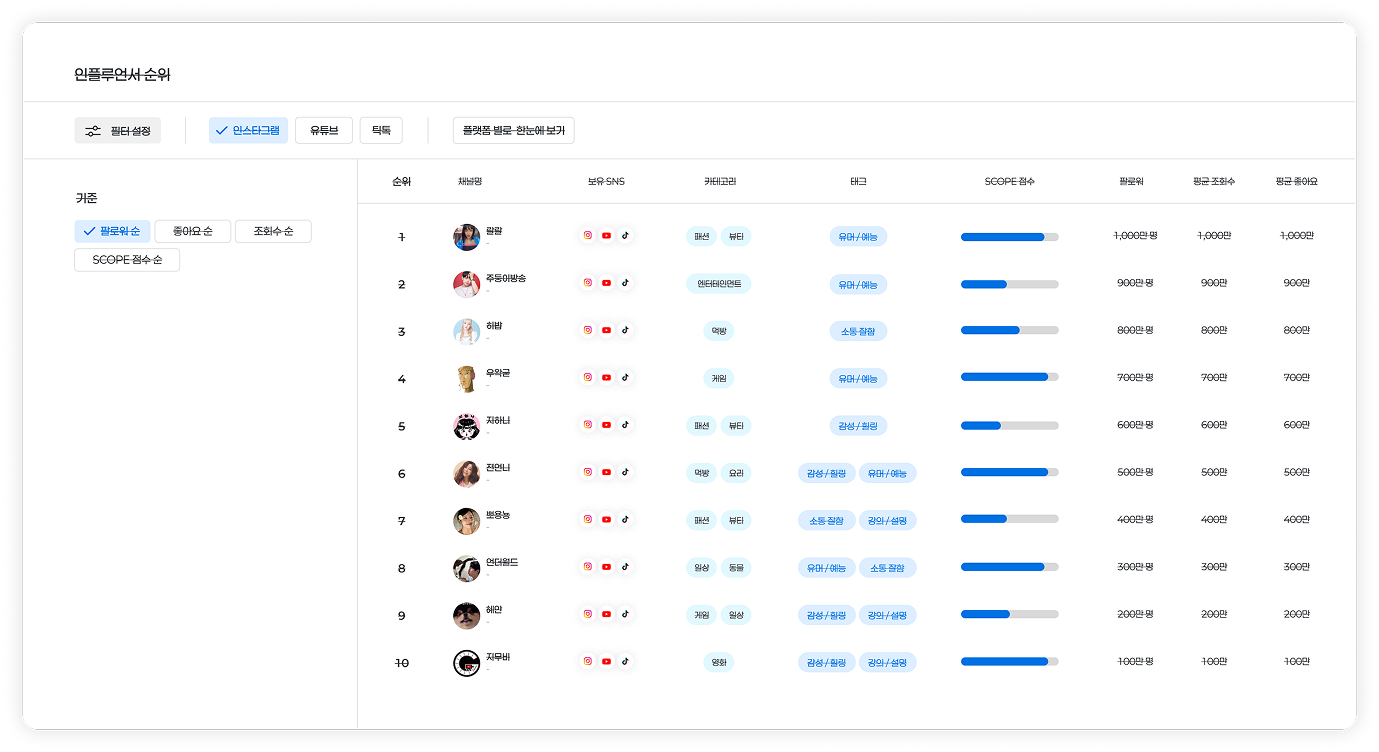 인플루언서 순위
필터 설정 인스타그램 유튜브 틱톡 플랫폼 별로 한눈에 보기
기준
팔로워 순 좋아요 순 조회수 순
SCOPE 점수 순
순위 채널명 보유 SNS 카테고리 태그 SCOPE 점수 팔로워 평균 조회수 평균 좋아요
1 랄랄 패션 뷰티 유머 / 예능 1,000만 명 1,000만 1,000만
2 주둥이방송 엔터테인먼트 유머 / 예능 900만 명 900만 900만
3 히밥 먹방 소통 잘함 800만 명 800만 800만
4 우왁굳 게임 유머 / 예능 700만 명 700만 700만
5 지하니 패션 뷰티 감성 / 힐링 600만 명 600만 600만
6 전언니 먹방 요리 감성 / 힐링 유머 / 예능 500만 명 500만 500만
7 뽀용뇽 패션 뷰티 소통 잘함 강의 / 설명 400만 명 400만 400만
8 언더월드 일상 동물 유머 / 예능 소통 잘함 300만 명 300만 300만
9 헤안 게임 일상 감성 / 힐링 강의 / 설명 200만 명 200만 200만
10 지무비 영화 감성 / 힐링 강의 / 설명 100만 명 100만 100만